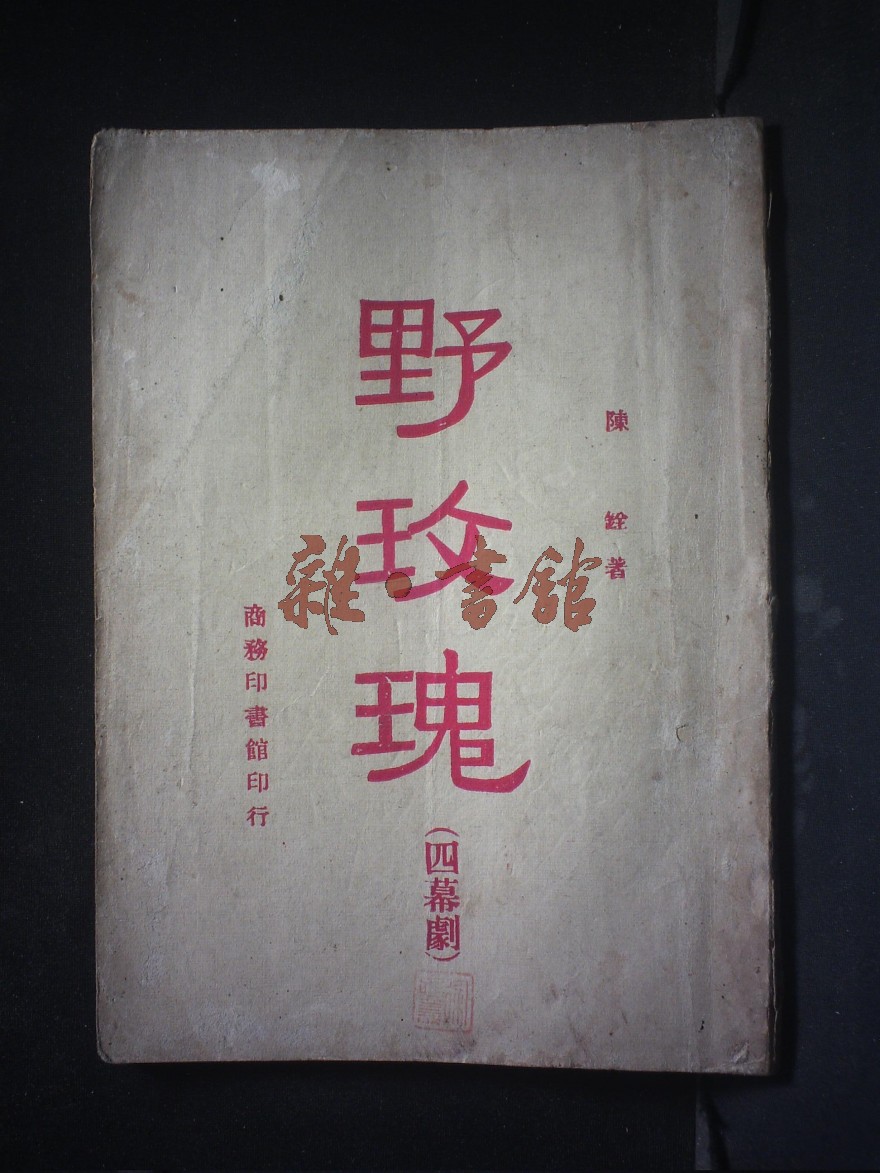 陳銓著
野玫瑰
（四幕劇）
商務印書館印行
雜·書館